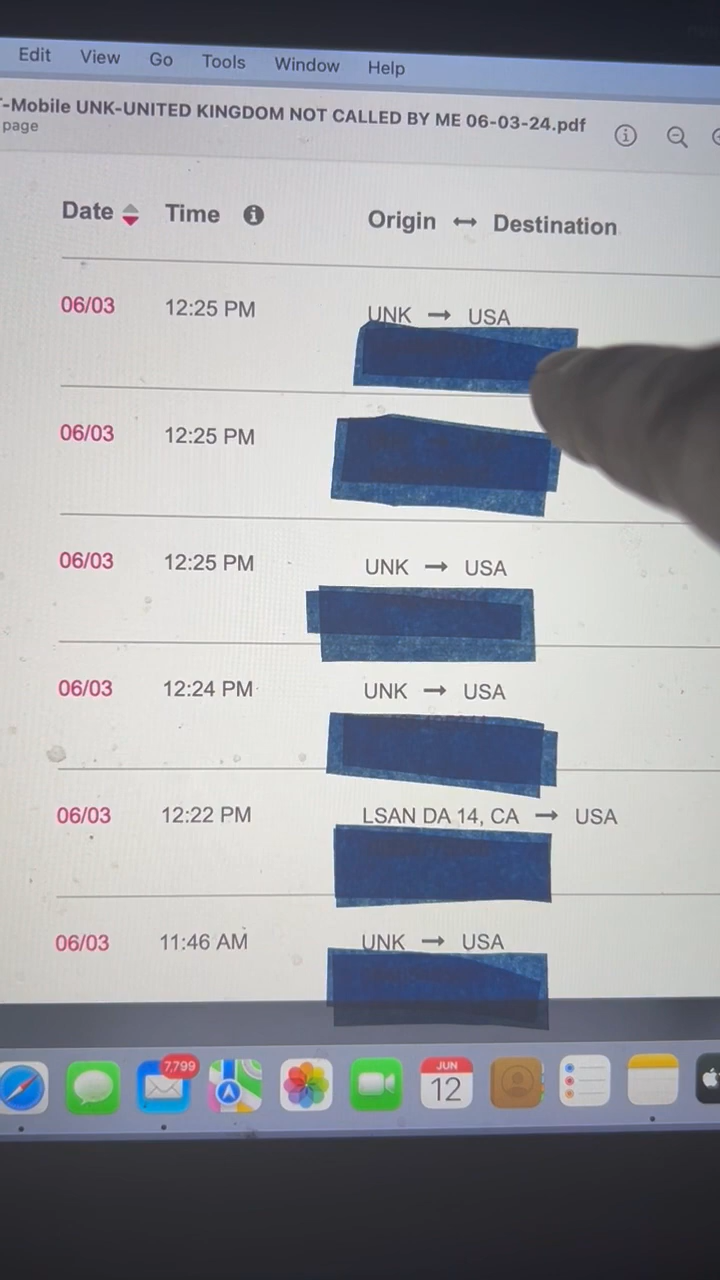 Edit View Go Tools Window Help
-Mobile UNK-UNITED KINGDOM NOT CALLED BY ME 06-03-24.pdf
page
Date Time Origin ↔ Destination
06/03 12:25 PM UNK → USA
06/03 12:25 PM
06/03 12:25 PM UNK → USA
06/03 12:24 PM UNK → USA
06/03 12:22 PM LSAN DA 14, CA → USA
06/03 11:46 AM UNK → USA
7,799
JUN
12